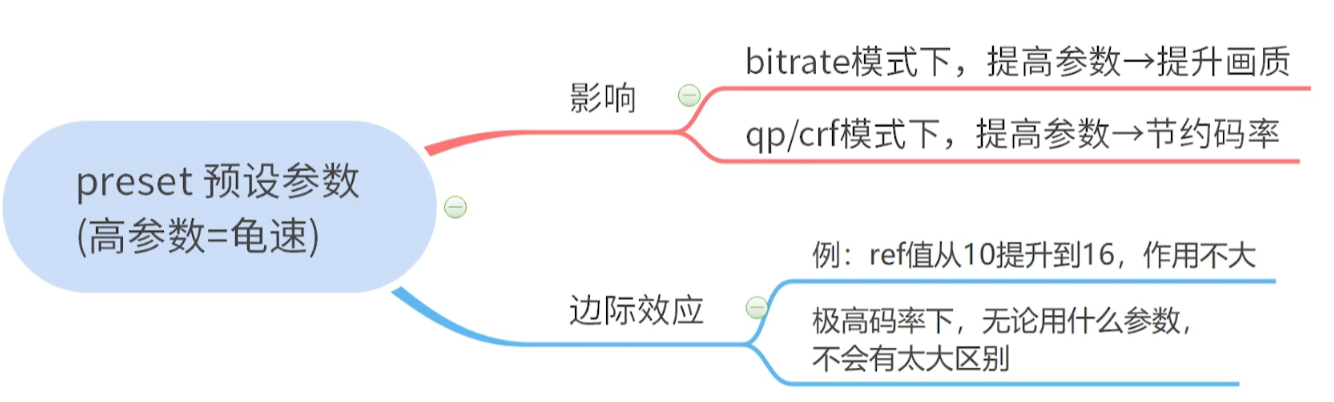 preset 预设参数
(高参数=龟速)
影响
bitrate模式下，提高参数→提升画质
qp/crf模式下，提高参数→节约码率
边际效应
例：ref值从10提升到16，作用不大
极高码率下，无论用什么参数，
不会有太大区别